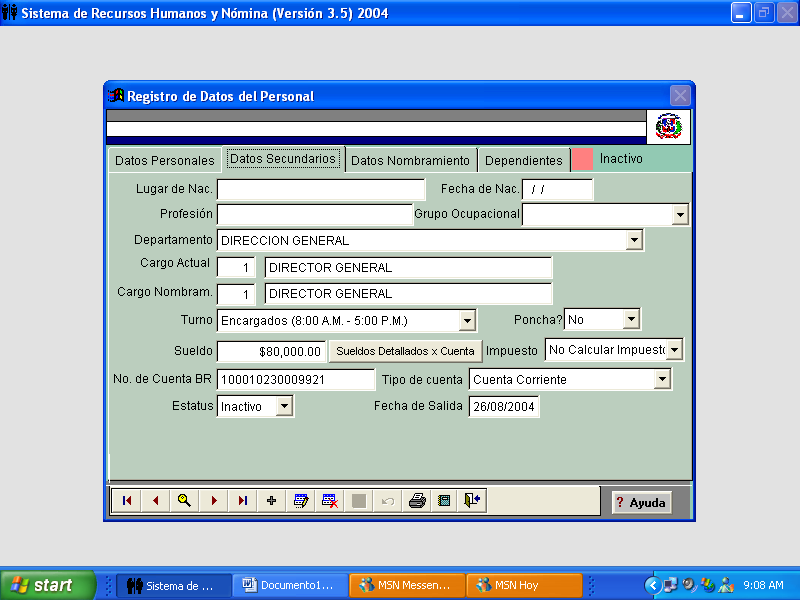 Sistema de Recursos Humanos y Nómina (Versión 3.5) 2004
Registro de Datos del Personal
Datos Personales Datos Secundarios Datos Nombramiento Dependientes Inactivo
Lugar de Nac. Fecha de Nac. / /
Profesión Grupo Ocupacional
Departamento DIRECCION GENERAL
Cargo Actual 1 DIRECTOR GENERAL
Cargo Nombram. 1 DIRECTOR GENERAL
Turno Encargados (8:00 A.M. - 5:00 P.M.) Poncha? No
Sueldo $80,000.00 Sueldos Detallados x Cuenta Impuesto No Calcular Impuesto
No. de Cuenta BR 100010230009921 Tipo de cuenta Cuenta Corriente
Estatus Inactivo Fecha de Salida 26/08/2004
? Ayuda
start Sistema de ... Documento1... MSN Messen... MSN Hoy 9:08 AM